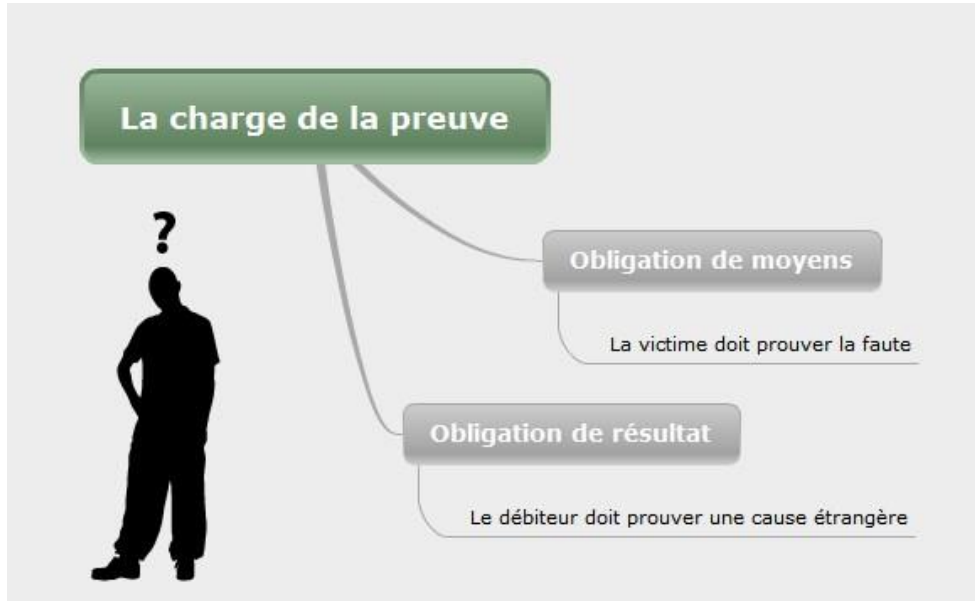 La charge de la preuve
?
Obligation de moyens
La victime doit prouver la faute
Obligation de résultat
Le débiteur doit prouver une cause étrangère